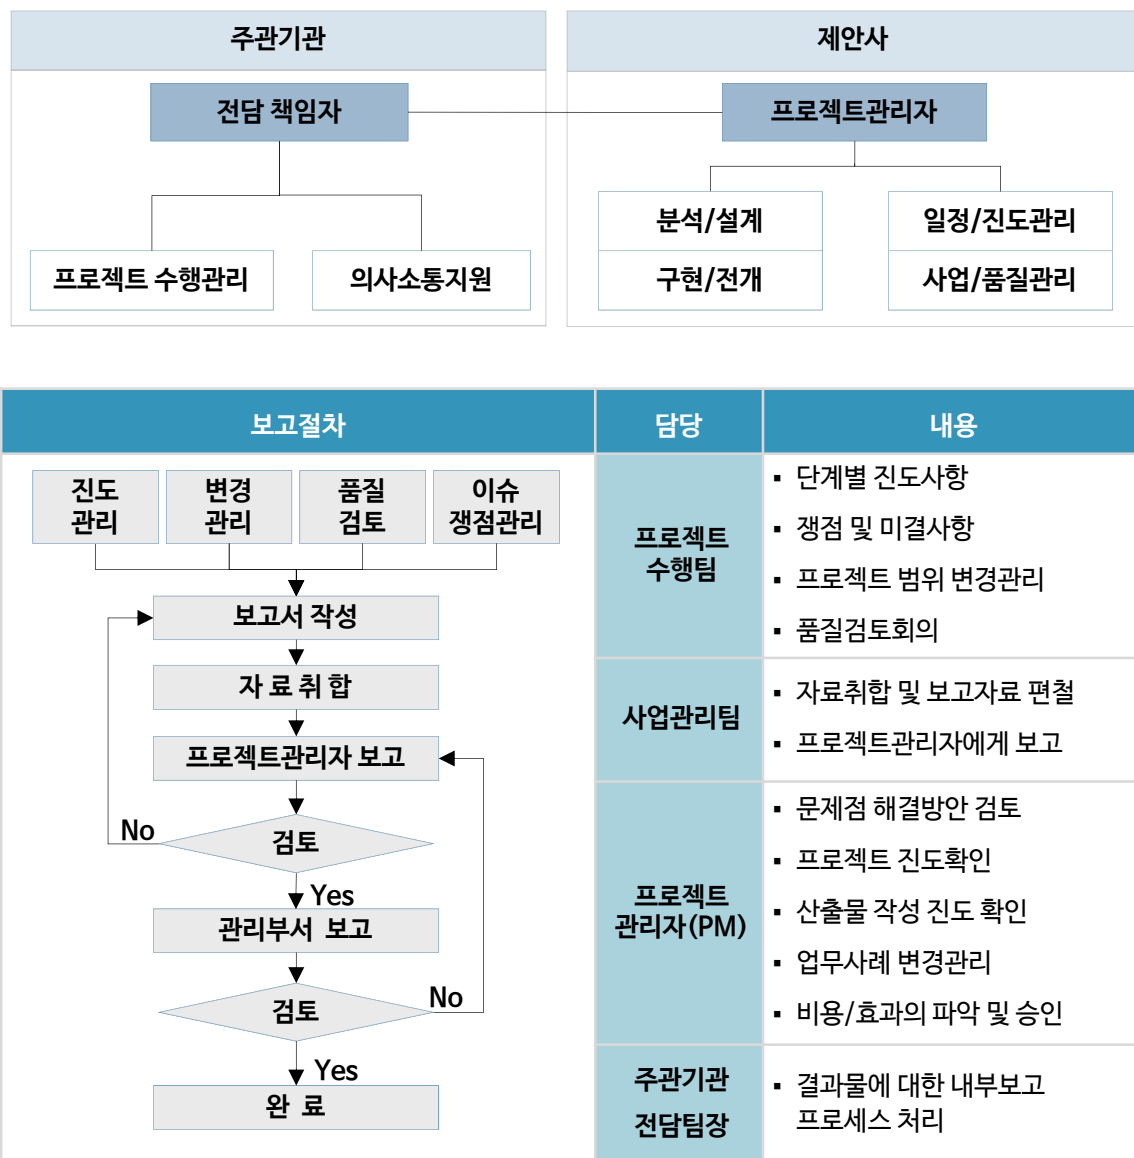 주관기관
제안사
전담 책임자
프로젝트관리자
분석/설계
일정/진도관리
프로젝트 수행관리
의사소통지원
구현/전개
사업/품질관리
보고절차
담당
내용
진도
관리
변경
관리
품질
검토
이슈
쟁점관리
보고서 작성
자 료 취 합
프로젝트관리자 보고
검토
No
Yes
관리부서 보고
검토
No
Yes
완 료
프로젝트
수행팀
▪ 단계별 진도사항
▪ 쟁점 및 미결사항
▪ 프로젝트 범위 변경관리
▪ 품질검토회의
사업관리팀
▪ 자료취합 및 보고자료 편철
▪ 프로젝트관리자에게 보고
프로젝트
관리자(PM)
▪ 문제점 해결방안 검토
▪ 프로젝트 진도확인
▪ 산출물 작성 진도 확인
▪ 업무사례 변경관리
▪ 비용/효과의 파악 및 승인
주관기관
전담팀장
▪ 결과물에 대한 내부보고
프로세스 처리